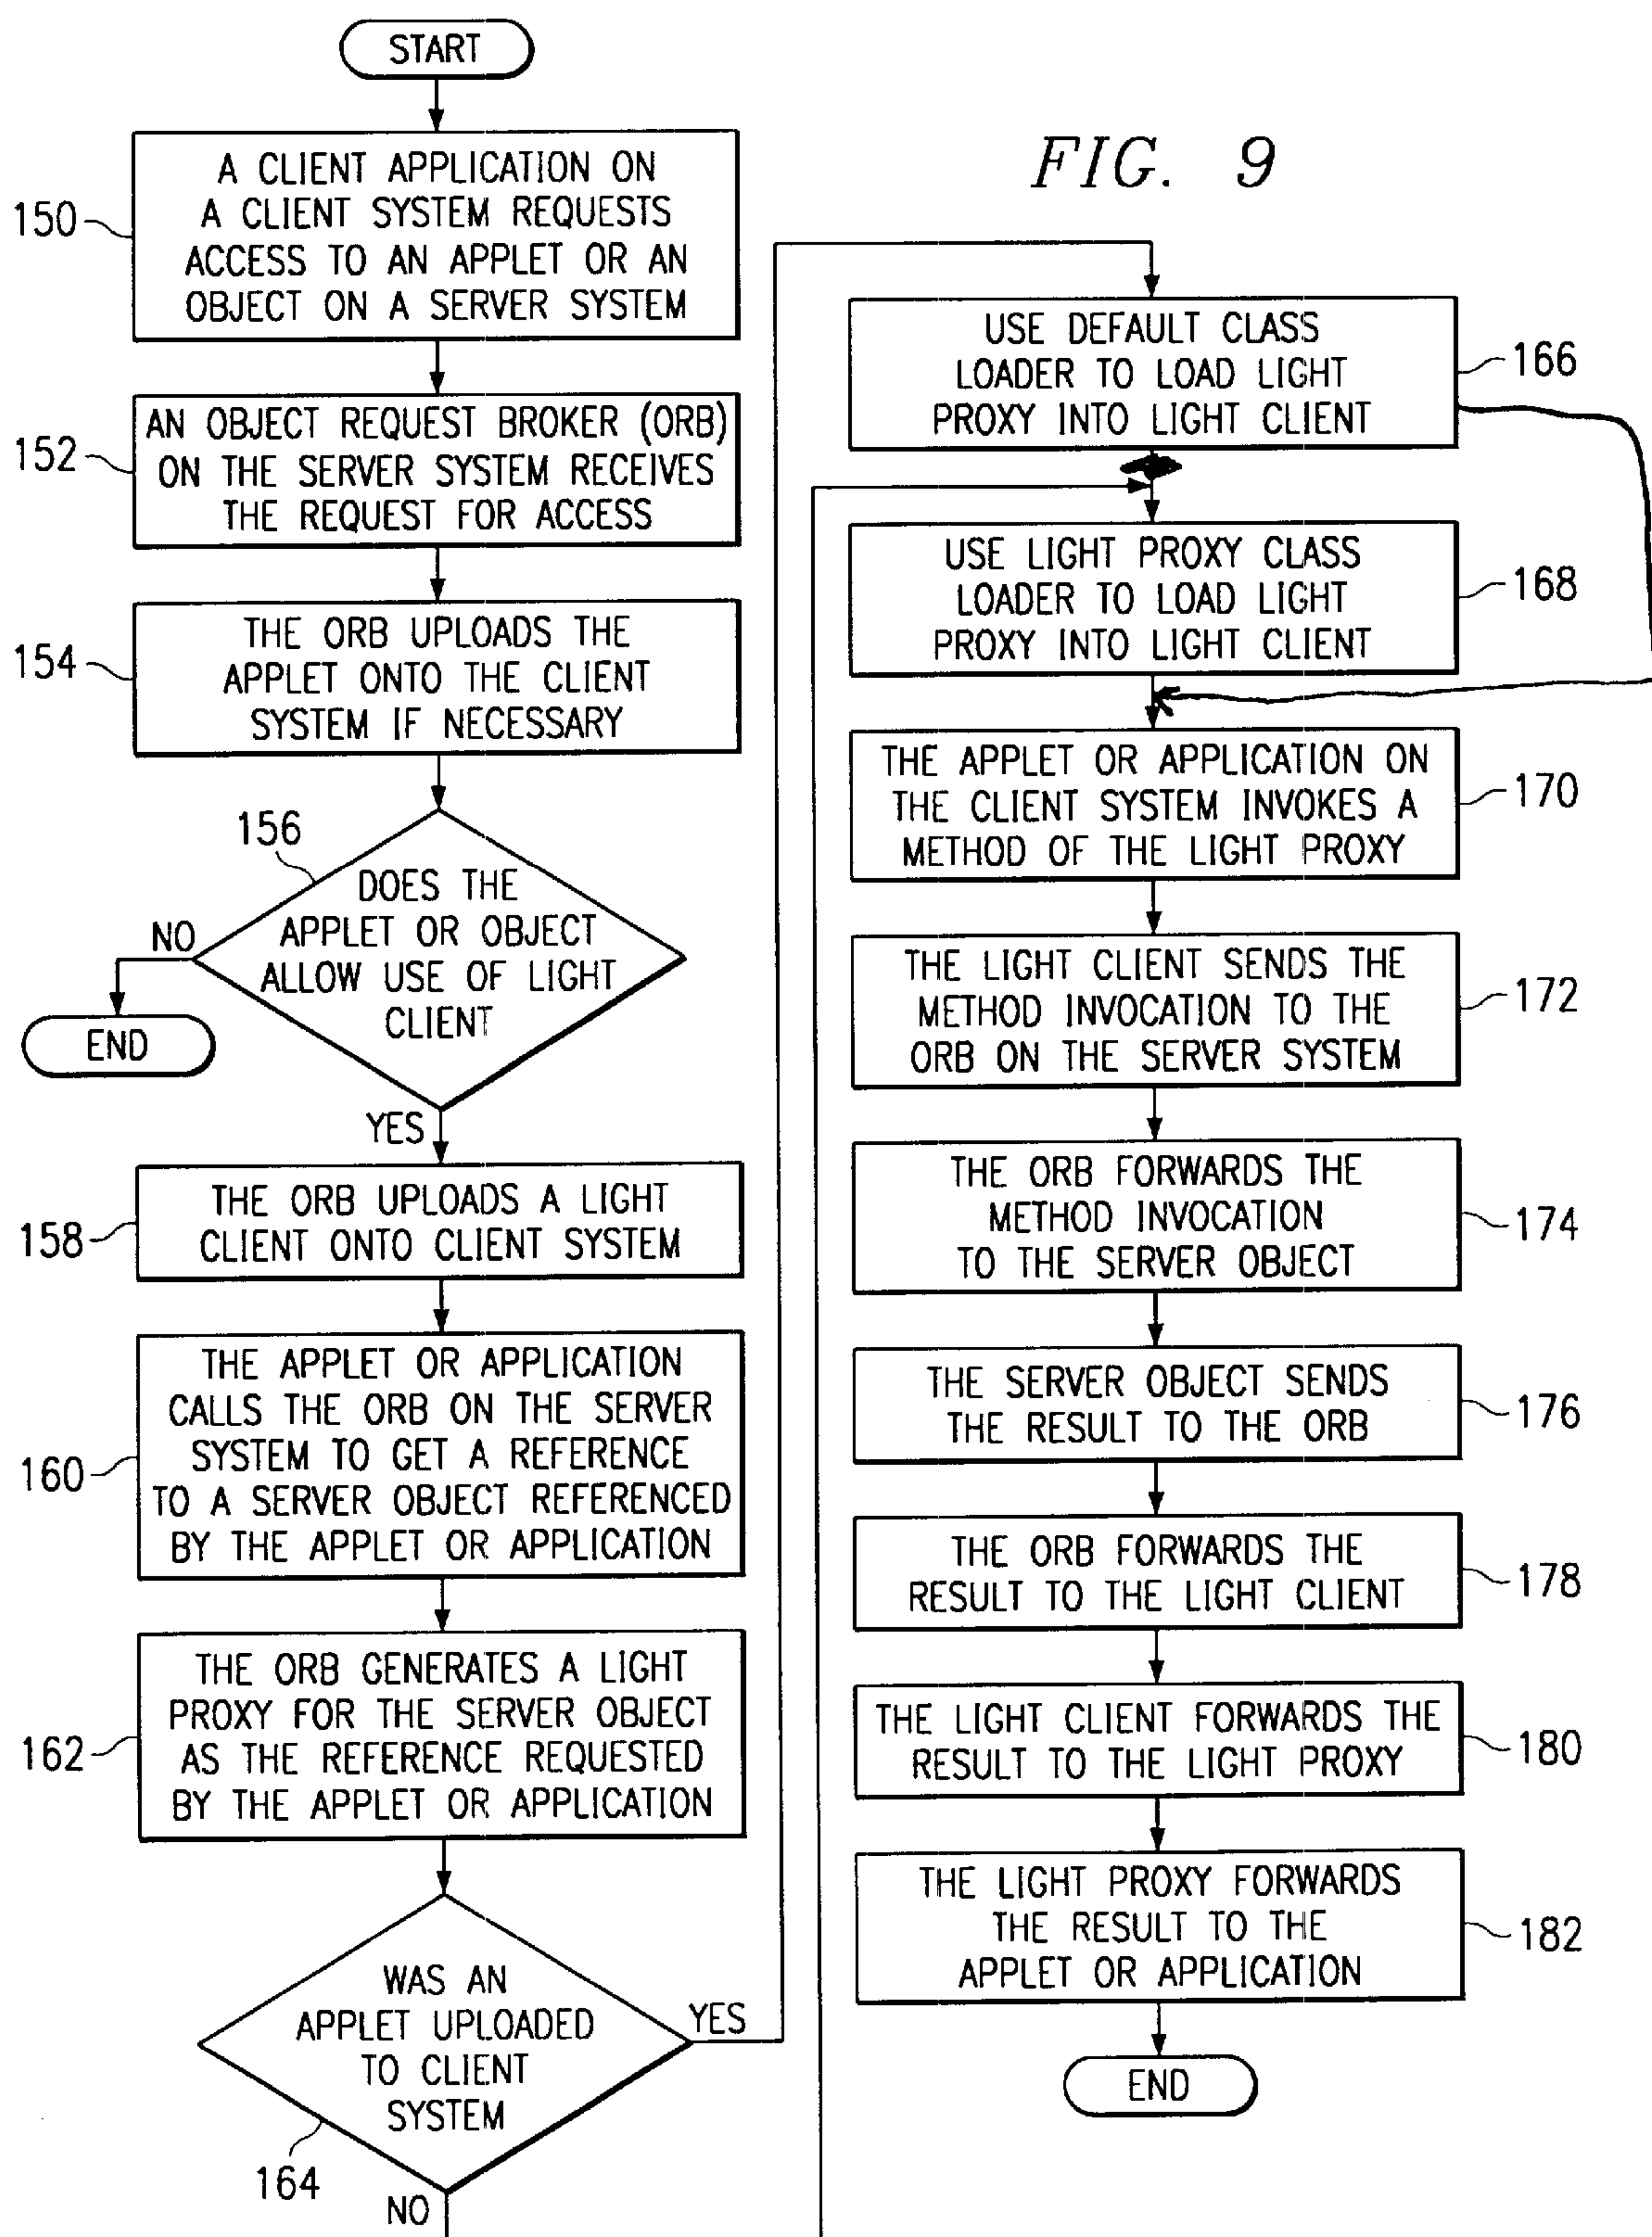 START
A CLIENT APPLICATION ON
A CLIENT SYSTEM REQUESTS
ACCESS TO AN APPLET OR AN
OBJECT ON A SERVER SYSTEM
150
AN OBJECT REQUEST BROKER (ORB)
ON THE SERVER SYSTEM RECEIVES
THE REQUEST FOR ACCESS
152
THE ORB UPLOADS THE
APPLET ONTO THE CLIENT
SYSTEM IF NECESSARY
154
156
DOES THE
APPLET OR OBJECT
ALLOW USE OF LIGHT
CLIENT
NO
END
YES
THE ORB UPLOADS A LIGHT
CLIENT ONTO CLIENT SYSTEM
158
THE APPLET OR APPLICATION
CALLS THE ORB ON THE SERVER
SYSTEM TO GET A REFERENCE
TO A SERVER OBJECT REFERENCED
BY THE APPLET OR APPLICATION
160
THE ORB GENERATES A LIGHT
PROXY FOR THE SERVER OBJECT
AS THE REFERENCE REQUESTED
BY THE APPLET OR APPLICATION
162
WAS AN
APPLET UPLOADED
TO CLIENT
SYSTEM
YES
164
NO
FIG. 9
USE DEFAULT CLASS
LOADER TO LOAD LIGHT
PROXY INTO LIGHT CLIENT
166
USE LIGHT PROXY CLASS
LOADER TO LOAD LIGHT
PROXY INTO LIGHT CLIENT
168
THE APPLET OR APPLICATION ON
THE CLIENT SYSTEM INVOKES A
METHOD OF THE LIGHT PROXY
170
THE LIGHT CLIENT SENDS THE
METHOD INVOCATION TO THE
ORB ON THE SERVER SYSTEM
172
THE ORB FORWARDS THE
METHOD INVOCATION
TO THE SERVER OBJECT
174
THE SERVER OBJECT SENDS
THE RESULT TO THE ORB
176
THE ORB FORWARDS THE
RESULT TO THE LIGHT CLIENT
178
THE LIGHT CLIENT FORWARDS THE
RESULT TO THE LIGHT PROXY
180
THE LIGHT PROXY FORWARDS
THE RESULT TO THE
APPLET OR APPLICATION
182
END